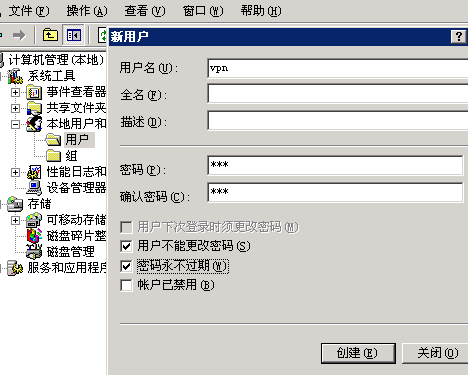 文件(F) 操作(A) 查看(V) 窗口(W) 帮助(H)
新用户
计算机管理(本地)
系统工具
事件查看器
共享文件夹
本地用户和
用户
组
性能日志和
设备管理器
存储
可移动存储
磁盘碎片整
磁盘管理
服务和应用程序
用户名(U): vpn
全名(F):
描述(D):
密码(P): ***
确认密码(C): ***
用户下次登录时须更改密码(M)
用户不能更改密码(S)
密码永不过期(W)
帐户已禁用(B)
创建(E) 关闭(O)